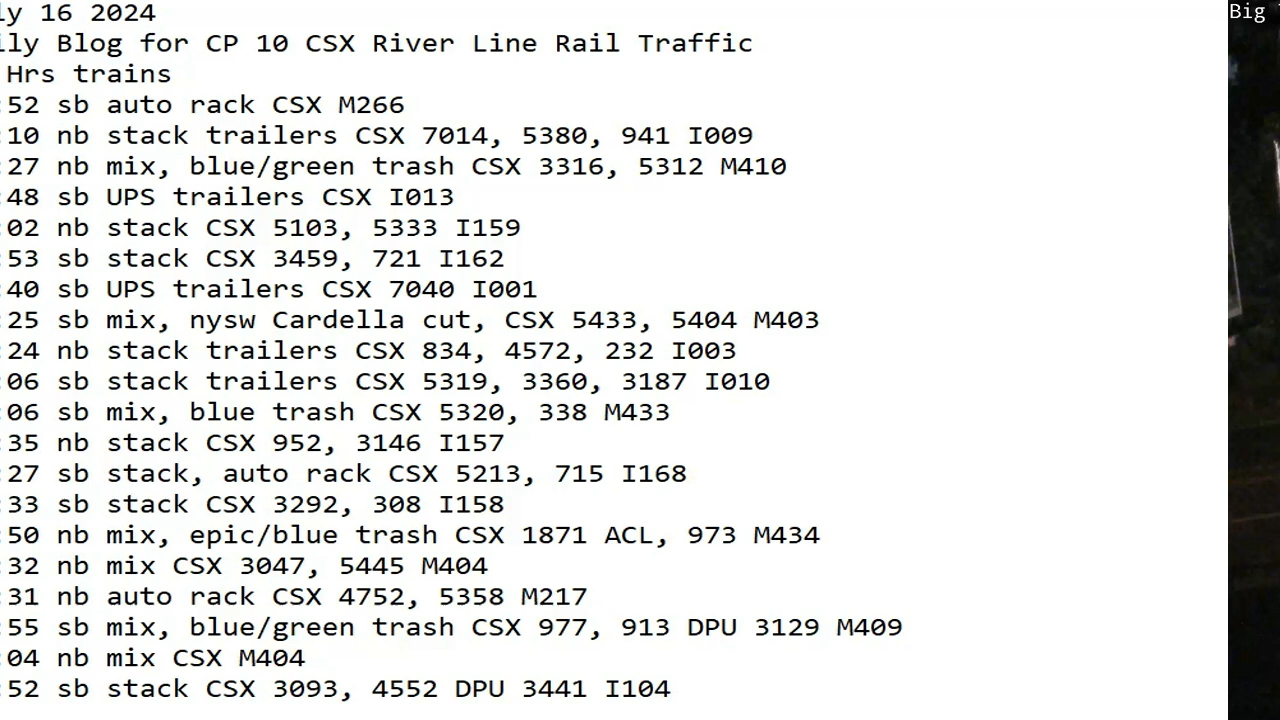 ly 16 2024
ily Blog for CP 10 CSX River Line Rail Traffic
Hrs trains
:52 sb auto rack CSX M266
:10 nb stack trailers CSX 7014, 5380, 941 I009
:27 nb mix, blue/green trash CSX 3316, 5312 M410
:48 sb UPS trailers CSX I013
:02 nb stack CSX 5103, 5333 I159
:53 sb stack CSX 3459, 721 I162
:40 sb UPS trailers CSX 7040 I001
:25 sb mix, nysw Cardella cut, CSX 5433, 5404 M403
:24 nb stack trailers CSX 834, 4572, 232 I003
:06 sb stack trailers CSX 5319, 3360, 3187 I010
:06 sb mix, blue trash CSX 5320, 338 M433
:35 nb stack CSX 952, 3146 I157
:27 sb stack, auto rack CSX 5213, 715 I168
:33 sb stack CSX 3292, 308 I158
:50 nb mix, epic/blue trash CSX 1871 ACL, 973 M434
:32 nb mix CSX 3047, 5445 M404
:31 nb auto rack CSX 4752, 5358 M217
:55 sb mix, blue/green trash CSX 977, 913 DPU 3129 M409
:04 nb mix CSX M404
:52 sb stack CSX 3093, 4552 DPU 3441 I104
Big